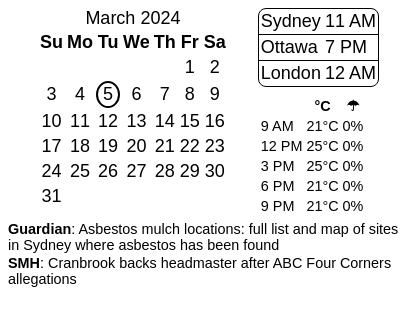 March 2024
Su Mo Tu We Th Fr Sa
1 2
3 4 5 6 7 8 9
10 11 12 13 14 15 16
17 18 19 20 21 22 23
24 25 26 27 28 29 30
31
Sydney 11 AM
Ottawa 7 PM
London 12 AM
°C ☂
9 AM 21°C 0%
12 PM 25°C 0%
3 PM 25°C 0%
6 PM 21°C 0%
9 PM 21°C 0%
Guardian: Asbestos mulch locations: full list and map of sites
in Sydney where asbestos has been found
SMH: Cranbrook backs headmaster after ABC Four Corners
allegations